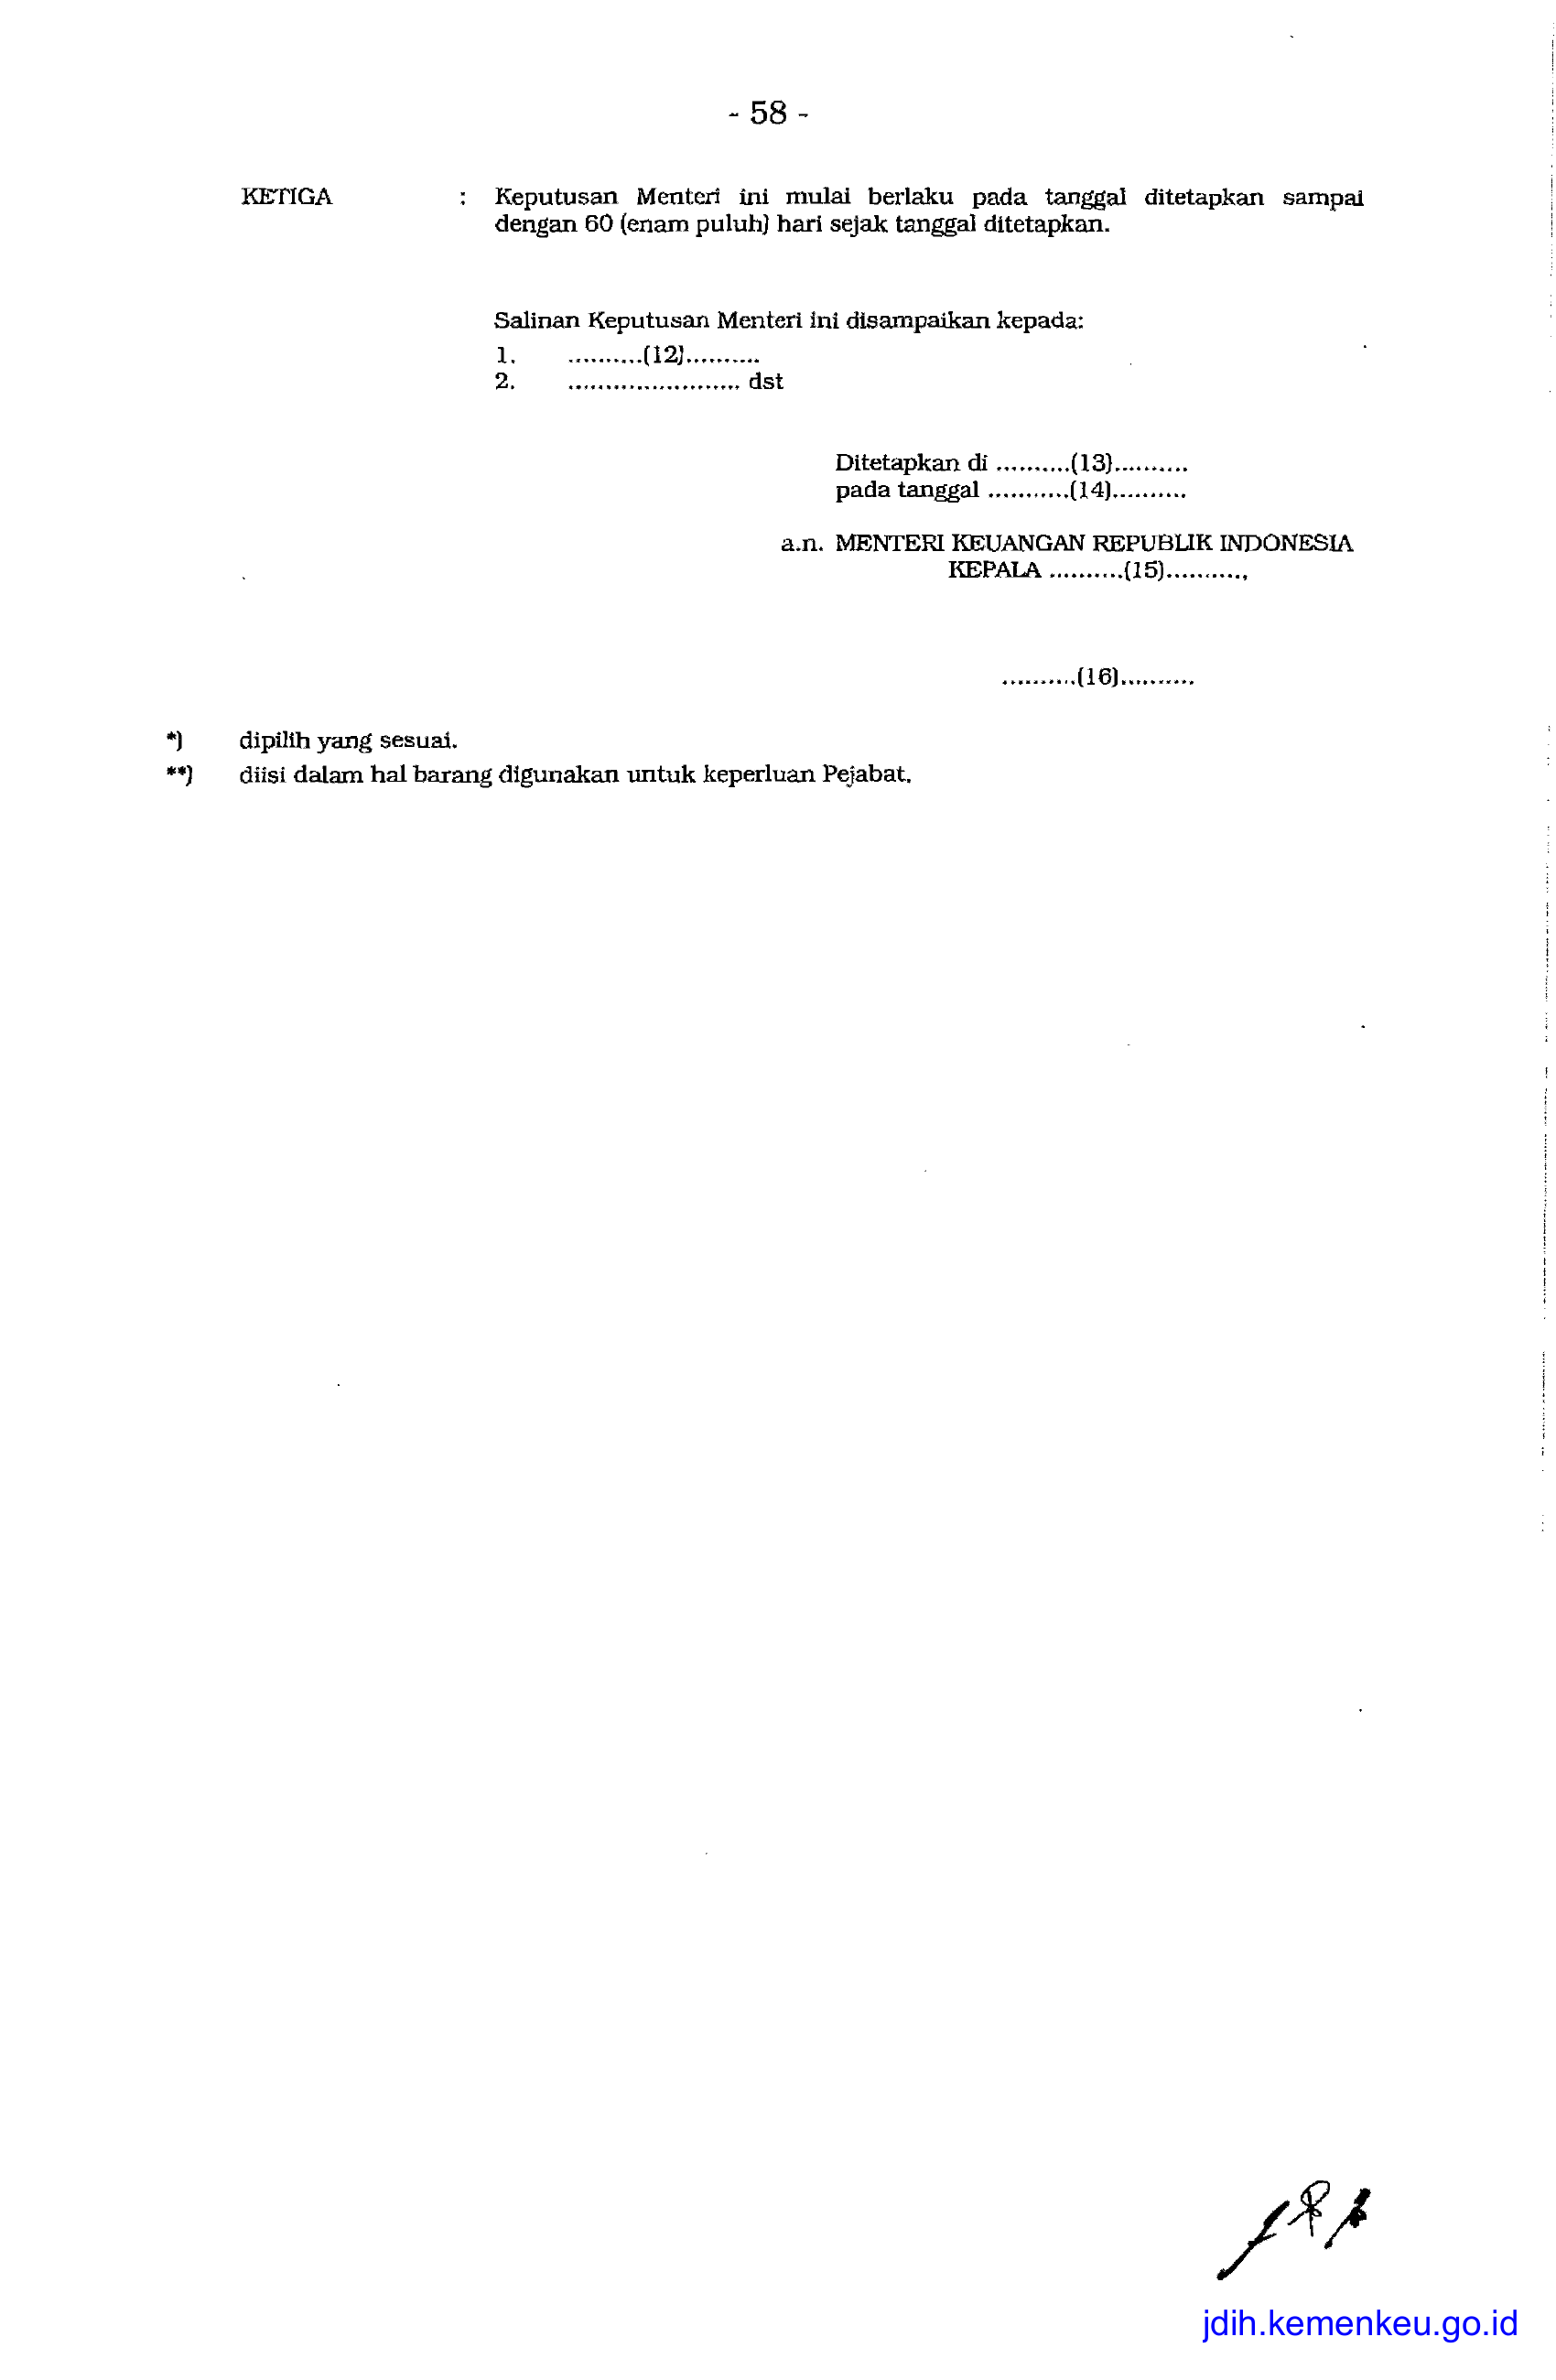 - 58 -
KETIGA : Keputusan Menteri ini mulai berlaku pada tanggal ditetapkan sampai
dengan 60 (enam puluh) hari sejak tanggal ditetapkan.
Salinan Keputusan Menteri ini disampaikan kepada:
1. ..........(12)..........
2. ....................... dst
Ditetapkan di ..........(13)..........
pada tanggal ...........(14)..........
a.n. MENTERI KEUANGAN REPUBLIK INDONESIA
KEPALA ..........(15)..........,
..........(16)..........
*) dipilih yang sesuai.
**) diisi dalam hal barang digunakan untuk keperluan Pejabat.
jdih.kemenkeu.go.id